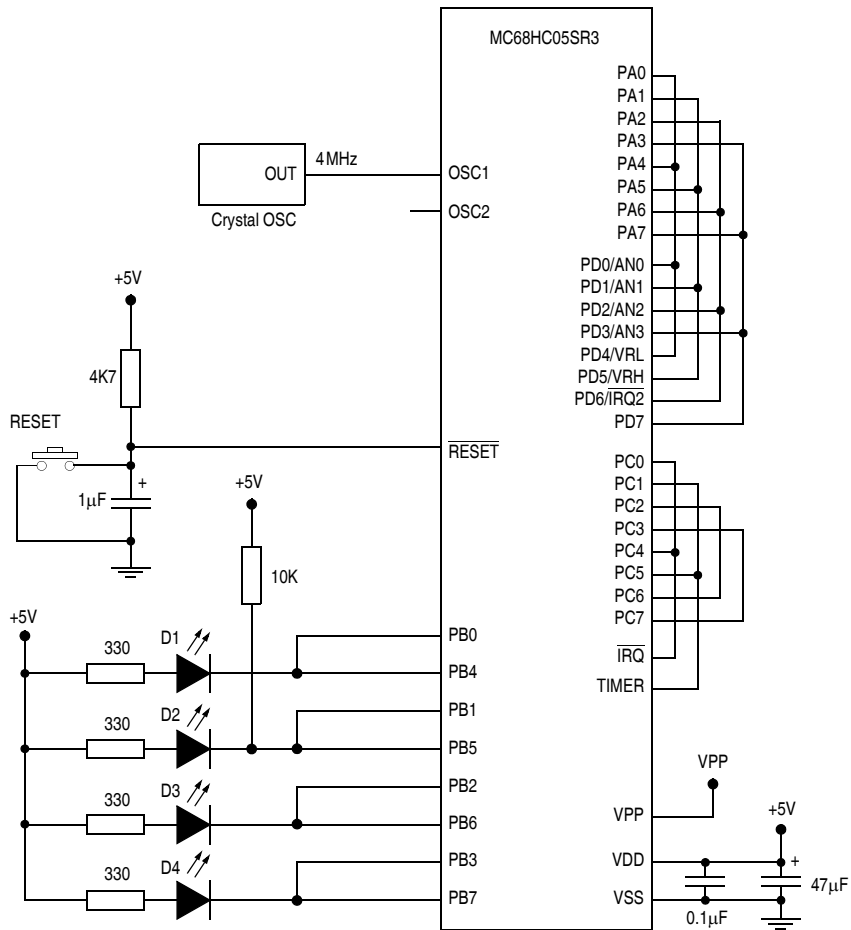 MC68HC05SR3
PA0
PA1
PA2
PA3
PA4
PA5
PA6
PA7
PD0/AN0
PD1/AN1
PD2/AN2
PD3/AN3
PD4/VRL
PD5/VRH
PD6/IRQ2
PD7
PC0
PC1
PC2
PC3
PC4
PC5
PC6
PC7
IRQ
TIMER
VPP
VPP
+5V
VDD
+
47µF
VSS
0.1µF
OUT
4MHz
OSC1
Crystal OSC
OSC2
+5V
4K7
RESET
RESET
+
1µF
+5V
10K
+5V
330
D1
PB0
PB4
330
D2
PB1
PB5
330
D3
PB2
PB6
330
D4
PB3
PB7